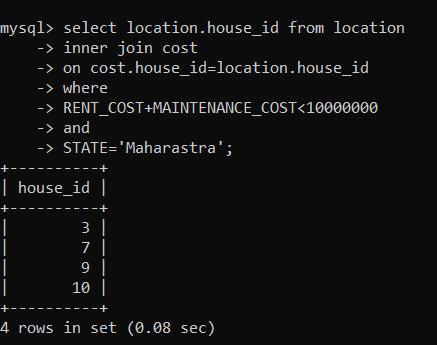 mysql> select location.house_id from location
    -> inner join cost
    -> on cost.house_id=location.house_id
    -> where
    -> RENT_COST+MAINTENANCE_COST<10000000
    -> and
    -> STATE='Maharastra';
+----------+
| house_id |
+----------+
|        3 |
|        7 |
|        9 |
|       10 |
+----------+
4 rows in set (0.08 sec)